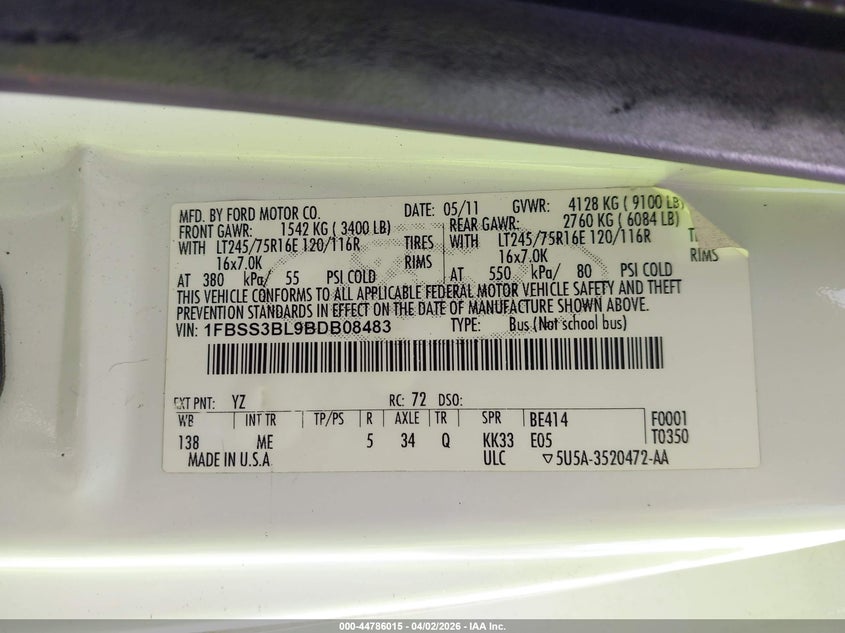 MFD. BY FORD MOTOR CO. DATE: 05/11 GVWR: 4128 KG ( 9100 LB)
FRONT GAWR: 1542 KG ( 3400 LB) REAR GAWR: 2760 KG ( 6084 LB)
WITH LT245/75R16E 120/116R TIRES WITH LT245/75R16E 120/116R
16x7.0K RIMS 16x7.0K RIMS
AT 380 kPa/ 55 PSI COLD AT 550 kPa/ 80 PSI COLD
THIS VEHICLE CONFORMS TO ALL APPLICABLE FEDERAL MOTOR VEHICLE SAFETY AND THEFT
PREVENTION STANDARDS IN EFFECT ON THE DATE OF MANUFACTURE SHOWN ABOVE.
VIN: 1FBSS3BL9BDB08483 TYPE: Bus (Not school bus)
EXT PNT: YZ RC: 72 DSO:
WB INT TR TP/PS R AXLE TR SPR BE414 F0001
138 ME 5 34 Q KK33 E05 T0350
MADE IN U.S.A ULC ▽5U5A-3520472-AA
000-44786015 - 04/02/2026 - IAA Inc.